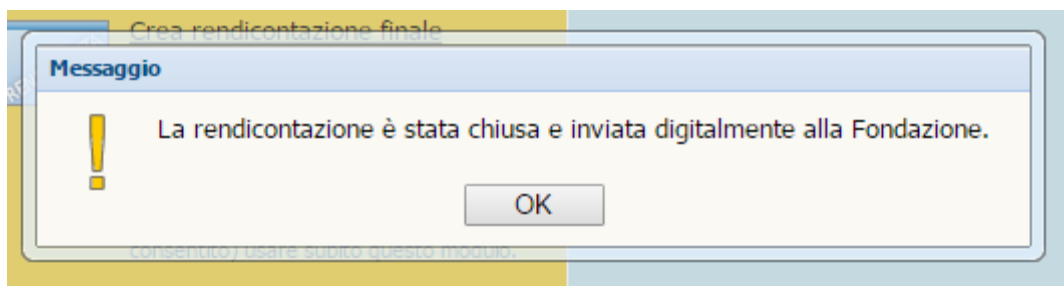 Crea rendicontazione finale
Messaggio
La rendicontazione è stata chiusa e inviata digitalmente alla Fondazione.
OK
consentito) usare subito questo modulo.